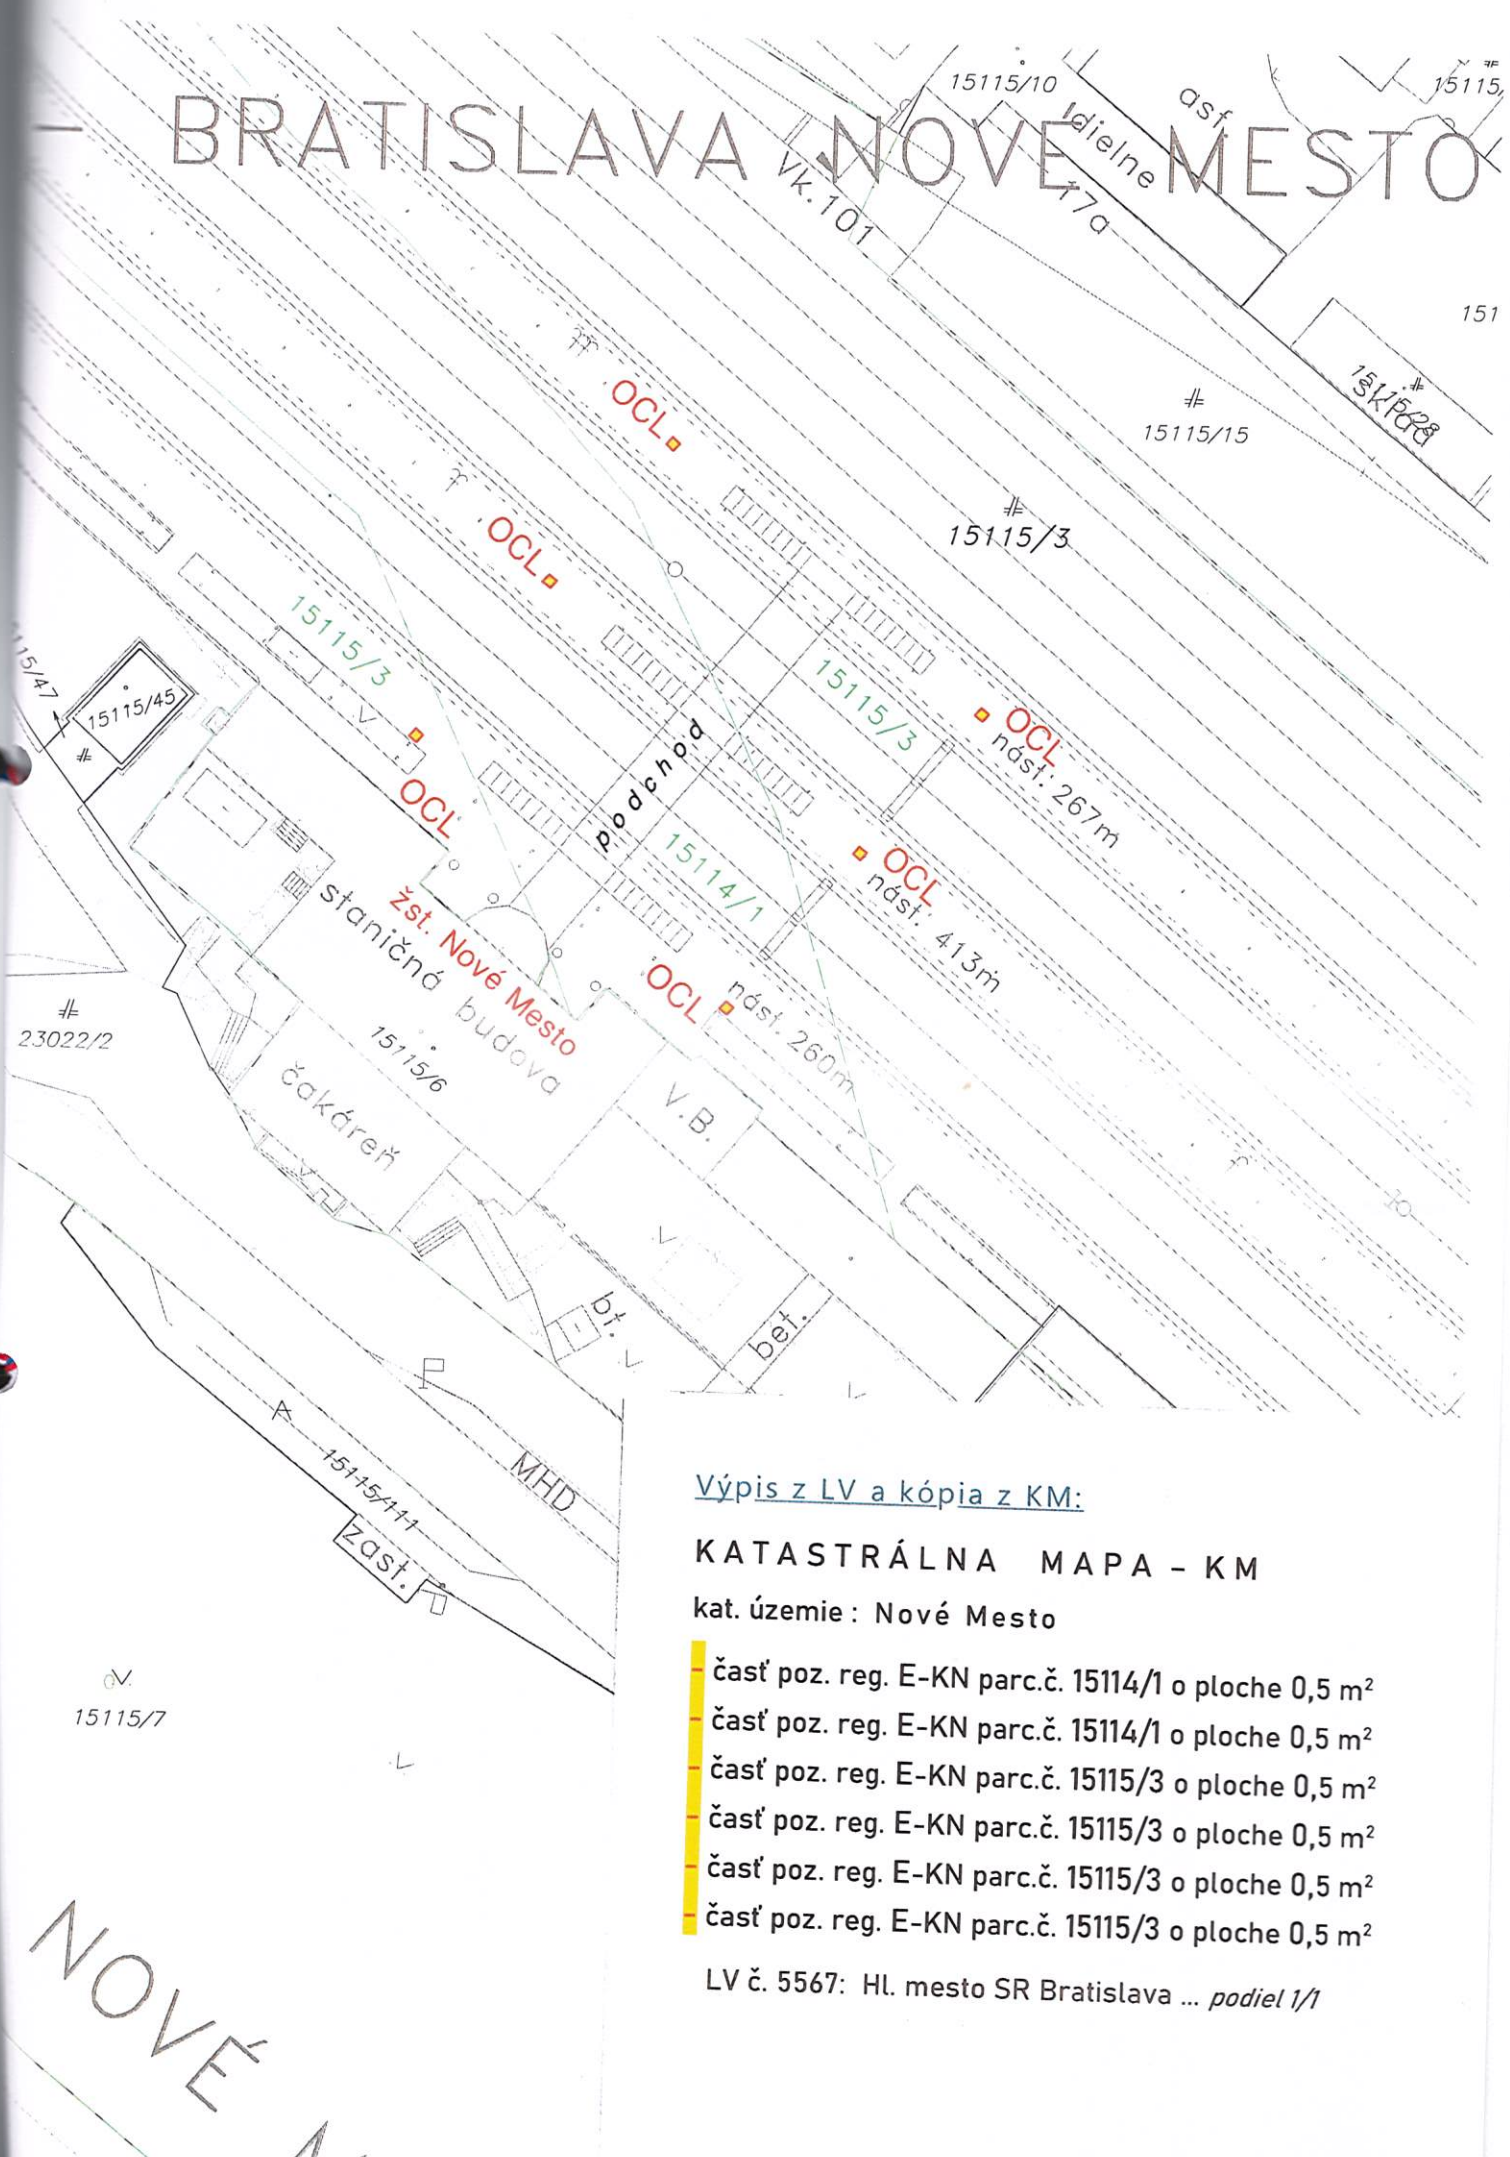 15115/10
15115,
asf.
– BRATISLAVA NOVÉ MESTO
dielne
17a
Vk.101
151
OCL
15115/28
sklad
15115/15
15115/3
OCL
15115/3
15115/47
15115/45
15115/3
OCL
nást. 267m
podchod
OCL
15114/1
OCL
nást. 413m
žst. Nové Mesto
staničná budova
OCL
nást. 260m
23022/2
15115/6
čakáreň
V.B.
bt.
bet.
MHD
15115/111
zast.
15115/7
Výpis z LV a kópia z KM:
KATASTRÁLNA MAPA – KM
kat. územie : Nové Mesto
časť poz. reg. E-KN parc.č. 15114/1 o ploche 0,5 m²
časť poz. reg. E-KN parc.č. 15114/1 o ploche 0,5 m²
časť poz. reg. E-KN parc.č. 15115/3 o ploche 0,5 m²
časť poz. reg. E-KN parc.č. 15115/3 o ploche 0,5 m²
časť poz. reg. E-KN parc.č. 15115/3 o ploche 0,5 m²
časť poz. reg. E-KN parc.č. 15115/3 o ploche 0,5 m²
LV č. 5567: Hl. mesto SR Bratislava ... podiel 1/1
NOVÉ